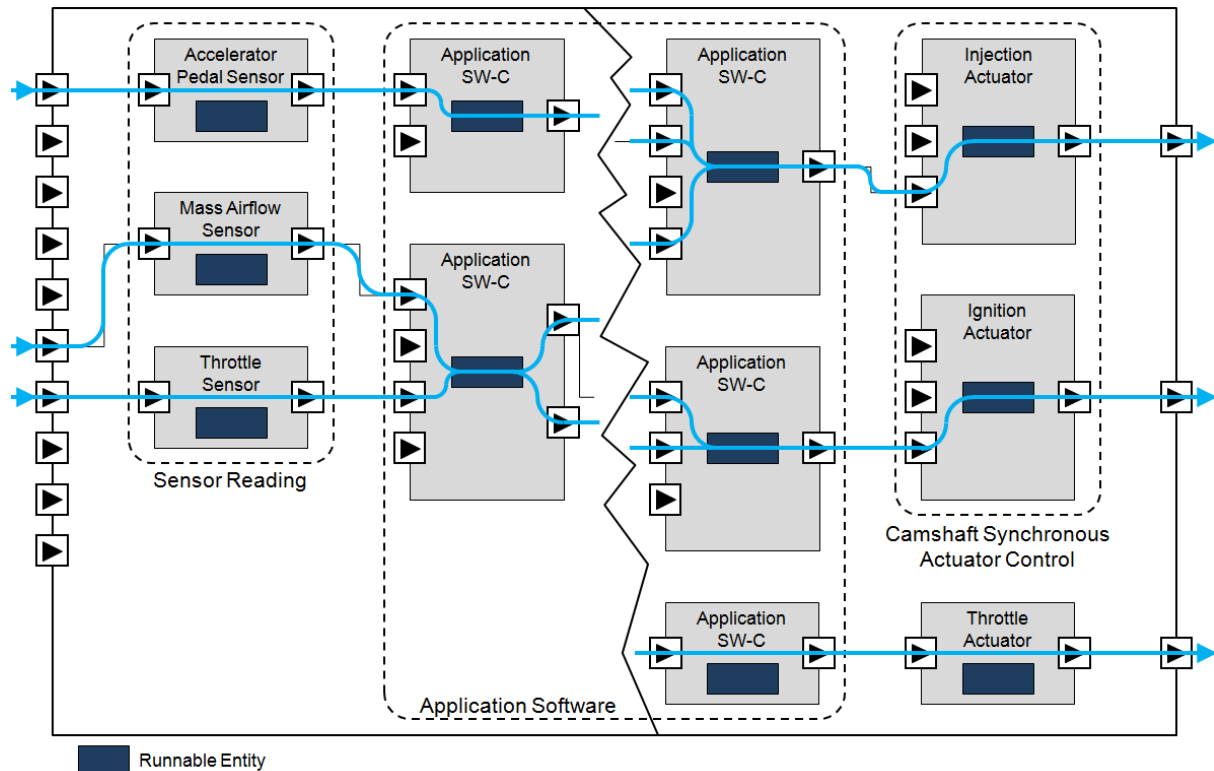 Accelerator
Pedal Sensor
Application
SW-C
Application
SW-C
Injection
Actuator
Mass Airflow
Sensor
Application
SW-C
Ignition
Actuator
Throttle
Sensor
Application
SW-C
Sensor Reading
Camshaft Synchronous
Actuator Control
Application
SW-C
Throttle
Actuator
Application Software
Runnable Entity